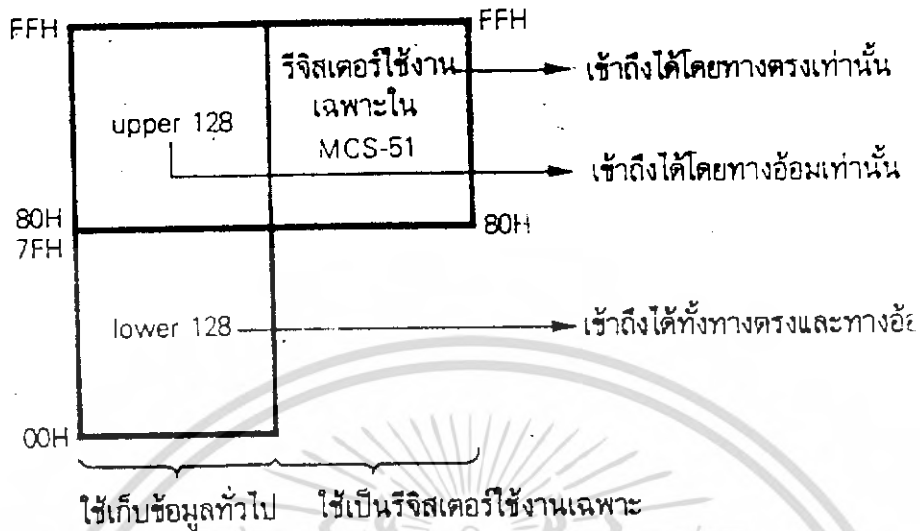 FFH
FFH
รีจิสเตอร์ใช้งาน
เฉพาะใน
MCS-51
เข้าถึงได้โดยทางตรงเท่านั้น
upper 128
เข้าถึงได้โดยทางอ้อมเท่านั้น
80H
80H
7FH
lower 128
เข้าถึงได้ทั้งทางตรงและ
00H
ใช้เก็บข้อมูลทั่วไป ใช้เป็นรีจิสเตอร์ใช้งานเฉพาะ